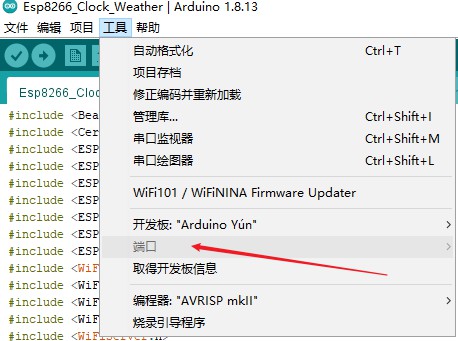 Esp8266_Clock_Weather | Arduino 1.8.13
文件 编辑 项目 工具 帮助
自动格式化 Ctrl+T
项目存档
修正编码并重新加载
管理库... Ctrl+Shift+I
串口监视器 Ctrl+Shift+M
串口绘图器 Ctrl+Shift+L
WiFi101 / WiFiNINA Firmware Updater
开发板: "Arduino Yún"
端口
取得开发板信息
编程器: "AVRISP mkII"
烧录引导程序
Esp8266_Cloc
#include <Bea
#include <Cer
#include <ESP
#include <ESP
#include <ESP
#include <ESP
#include <ESP
#include <ESP
#include <WiF
#include <WiF
#include <WiF
#include <WiFiServer.h>